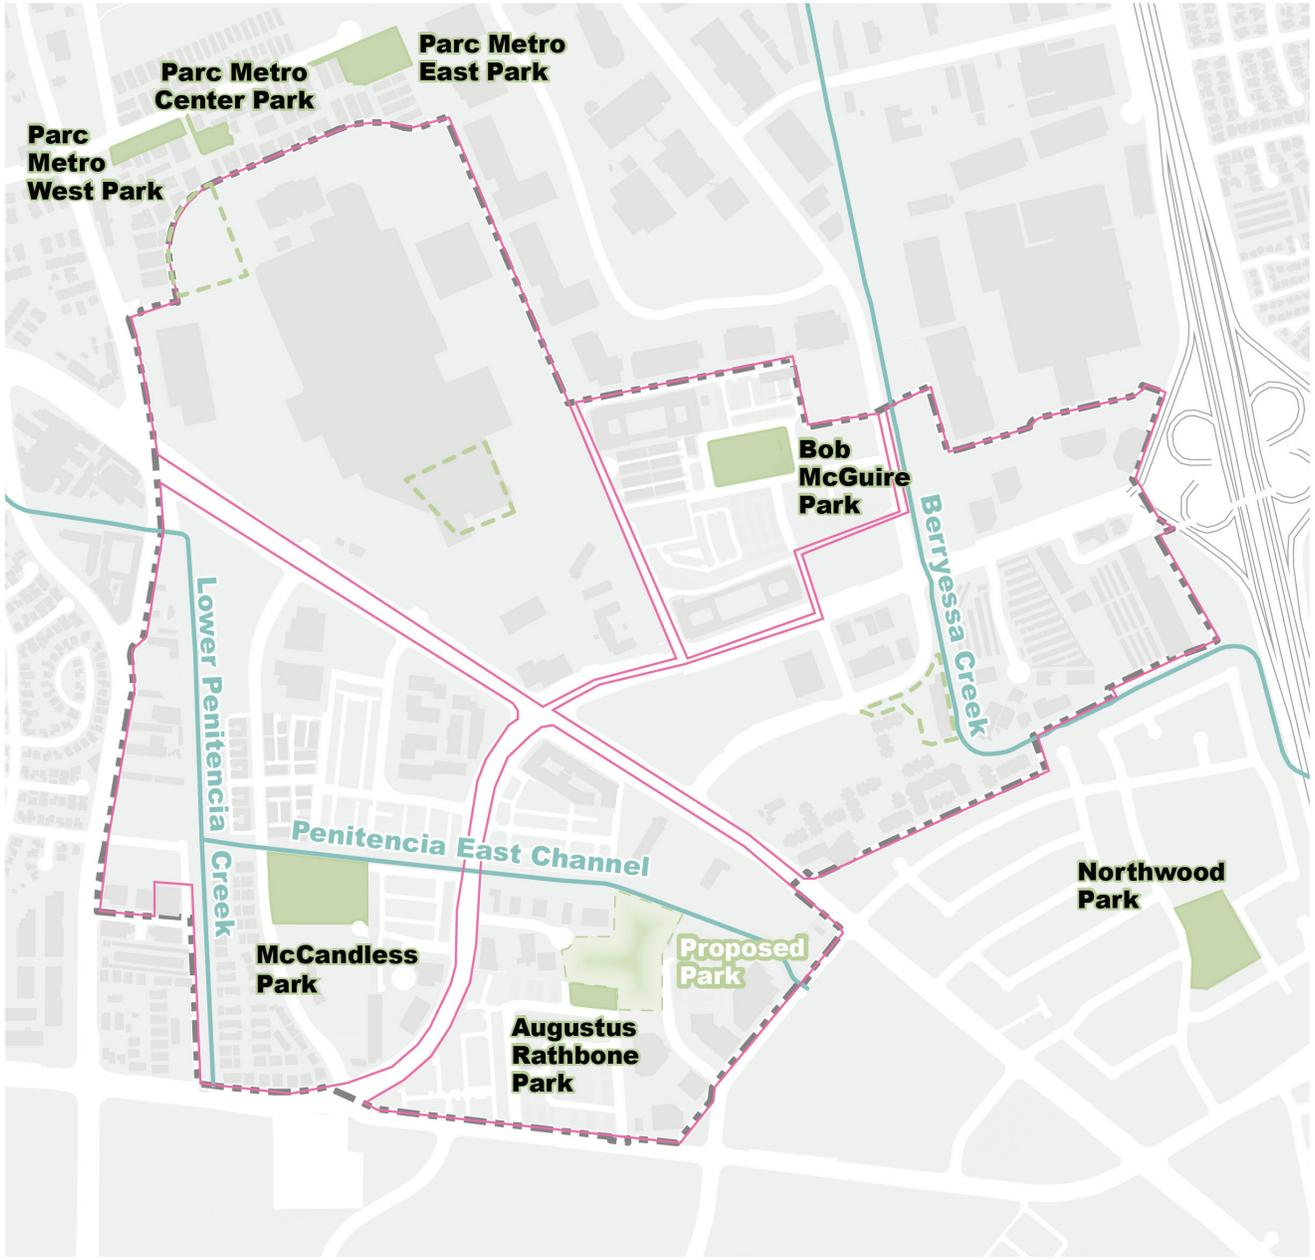 Parc Metro
East Park
Parc Metro
Center Park
Parc
Metro
West Park
Bob
McGuire
Park
Berryessa Creek
Lower Penitencia Creek
Penitencia East Channel
Northwood
Park
McCandless
Park
Proposed
Park
Augustus
Rathbone
Park